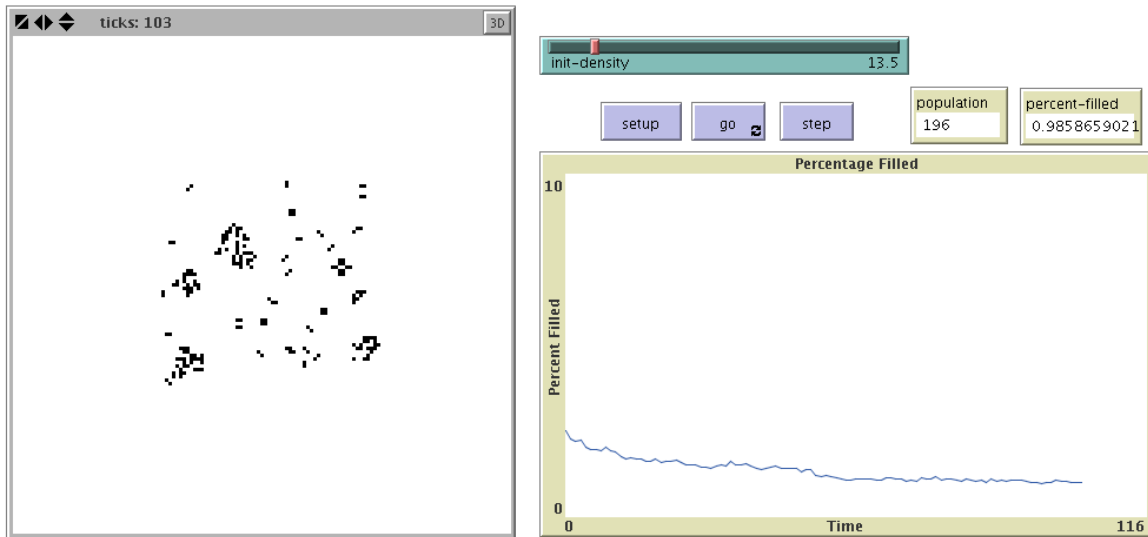 ticks: 103
3D
init-density
13.5
setup
go
step
population
196
percent-filled
0.9858659021
Percentage Filled
10
Percent Filled
0
0
Time
116